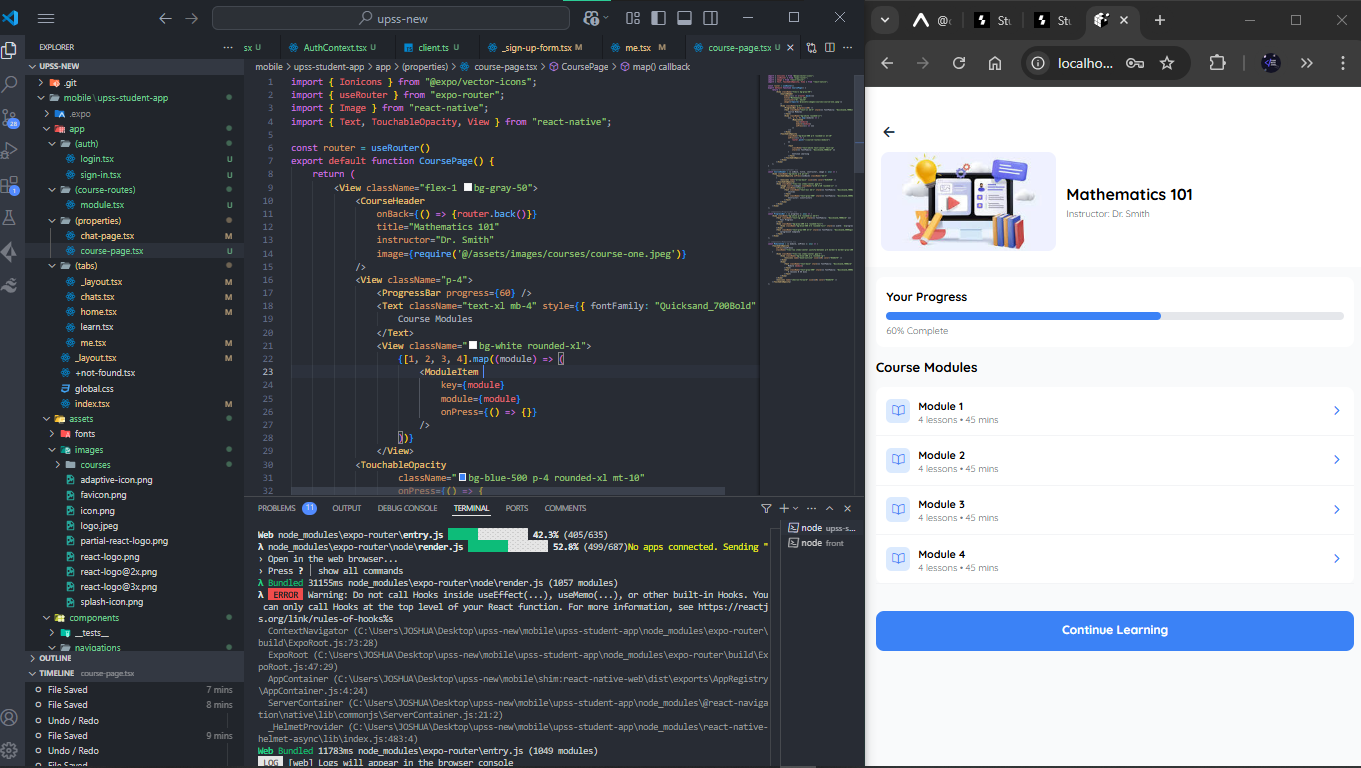 upss-new
EXPLORER
···
sx U
AuthContext.tsx U
client.ts U
_sign-up-form.tsx M
me.tsx M
course-page.tsx U
mobile > upss-student-app > app > (properties) > course-page.tsx > CoursePage > map() callback
UPSS-NEW
.git
mobile \ upss-student-app
.expo
app
(auth)
login.tsx U
sign-in.tsx U
(course-routes)
module.tsx U
(properties)
chat-page.tsx M
course-page.tsx U
(tabs)
_layout.tsx M
chats.tsx M
home.tsx M
learn.tsx M
me.tsx M
_layout.tsx M
+not-found.tsx
global.css
index.tsx M
assets
fonts
images
courses
adaptive-icon.png
favicon.png
icon.png
logo.jpeg
partial-react-logo.png
react-logo.png
react-logo@2x.png
react-logo@3x.png
splash-icon.png
components
__tests__
navigations
OUTLINE
TIMELINE course-page.tsx
File Saved 7 mins
File Saved 8 mins
Undo / Redo
File Saved 9 mins
Undo / Redo
File Saved
28
1
1 import { Ionicons } from "@expo/vector-icons";
2 import { useRouter } from "expo-router";
3 import { Image } from "react-native";
4 import { Text, TouchableOpacity, View } from "react-native";
5
6 const router = useRouter()
7 export default function CoursePage() {
8 return (
9 <View className="flex-1 bg-gray-50">
10 <CourseHeader
11 onBack={() => {router.back()}}
12 title="Mathematics 101"
13 instructor="Dr. Smith"
14 image={require('@/assets/images/courses/course-one.jpeg')}
15 />
16 <View className="p-4">
17 <ProgressBar progress={60} />
18 <Text className="text-xl mb-4" style={{ fontFamily: "Quicksand_700Bold"
19 Course Modules
20 </Text>
21 <View className="bg-white rounded-xl">
22 {[1, 2, 3, 4].map((module) => (
23 <ModuleItem
24 key={module}
25 module={module}
26 onPress={() => {}}
27 />
28 ))}
29 </View>
30 <TouchableOpacity
31 className="bg-blue-500 p-4 rounded-xl mt-10"
32 onPress={() => {
PROBLEMS 11 OUTPUT DEBUG CONSOLE TERMINAL PORTS COMMENTS
node upss-s...
node front
Web node_modules\expo-router\entry.js 42.3% (405/635)
λ node_modules\expo-router\node\render.js 52.8% (499/687)No apps connected. Sending "
› Open in the web browser...
› Press ? │ show all commands
λ Bundled 31155ms node_modules\expo-router\node\render.js (1057 modules)
λ ERROR Warning: Do not call Hooks inside useEffect(...), useMemo(...), or other built-in Hooks. You
can only call Hooks at the top level of your React function. For more information, see https://reactj
s.org/link/rules-of-hooks%s
ContextNavigator (C:\Users\JOSHUA\Desktop\upss-new\mobile\upss-student-app\node_modules\expo-router\
build\ExpoRoot.js:73:28)
ExpoRoot (C:\Users\JOSHUA\Desktop\upss-new\mobile\upss-student-app\node_modules\expo-router\build\Ex
poRoot.js:47:29)
AppContainer (C:\Users\JOSHUA\Desktop\upss-new\mobile\shim:react-native-web\dist\exports\AppRegistry
\AppContainer.js:4:24)
ServerContainer (C:\Users\JOSHUA\Desktop\upss-new\mobile\upss-student-app\node_modules\@react-naviga
tion\native\lib\commonjs\ServerContainer.js:21:2)
_HelmetProvider (C:\Users\JOSHUA\Desktop\upss-new\mobile\upss-student-app\node_modules\react-native-
helmet-async\lib\index.js:483:4)
Web Bundled 11783ms node_modules\expo-router\entry.js (1049 modules)
LOG [web] Logs will appear in the browser console
Stu
Stu
localho...
Mathematics 101
Instructor: Dr. Smith
Your Progress
60% Complete
Course Modules
Module 1
4 lessons • 45 mins
Module 2
4 lessons • 45 mins
Module 3
4 lessons • 45 mins
Module 4
4 lessons • 45 mins
Continue Learning